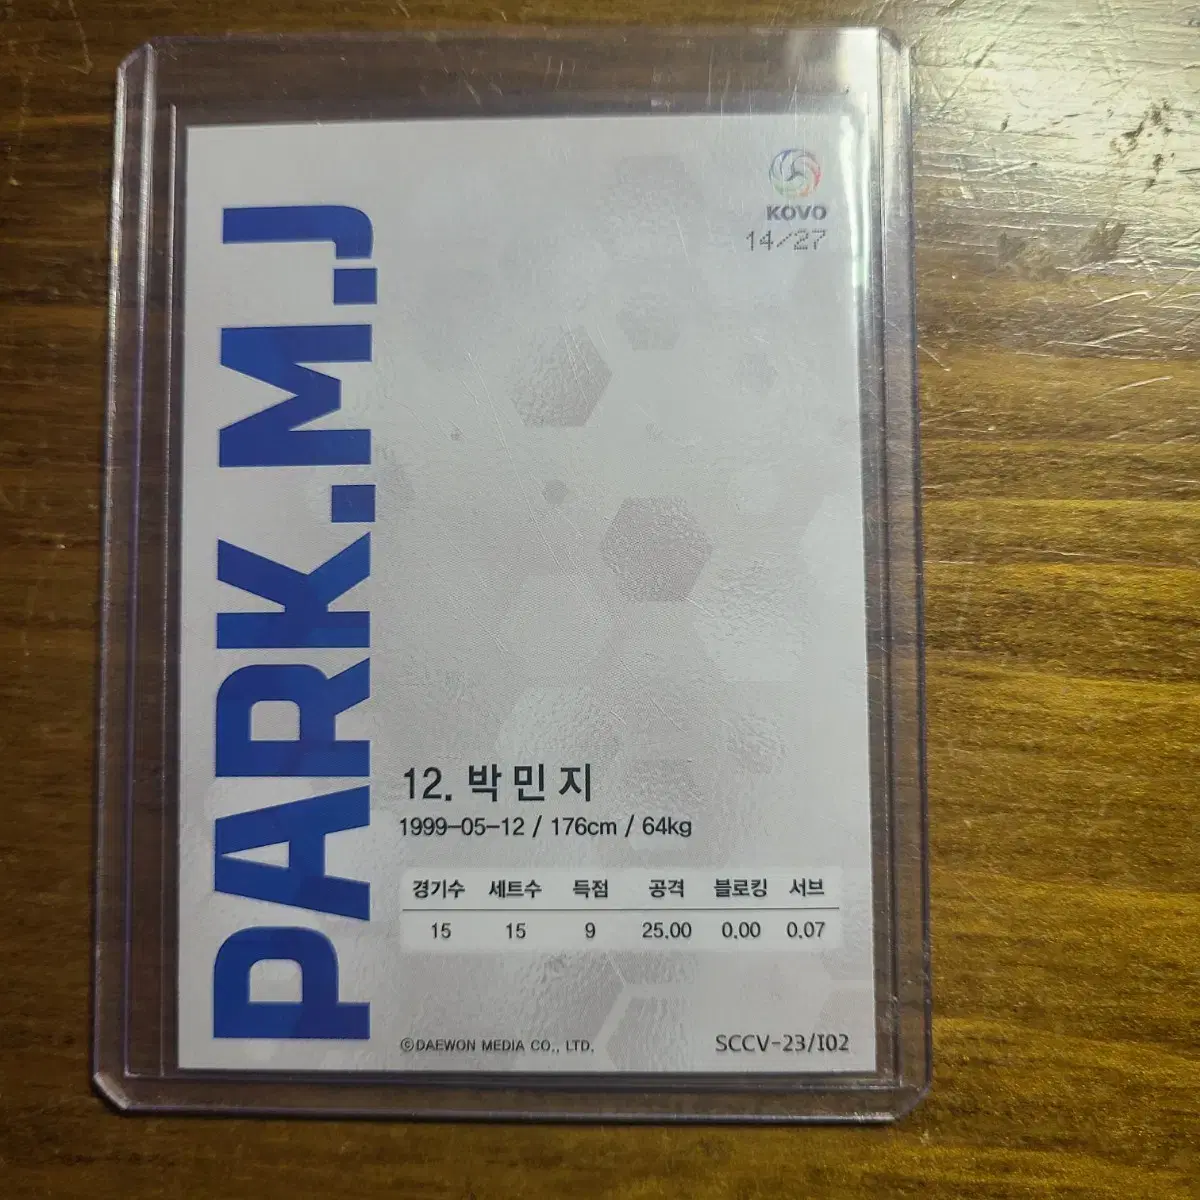 PARK.M.J
KOVO
14/27
12. 박민지
1999-05-12 / 176cm / 64kg
경기수 세트수 득점 공격 블로킹 서브
15 15 9 25.00 0.00 0.07
©DAEWON MEDIA CO., LTD.
SCCV-23/I02